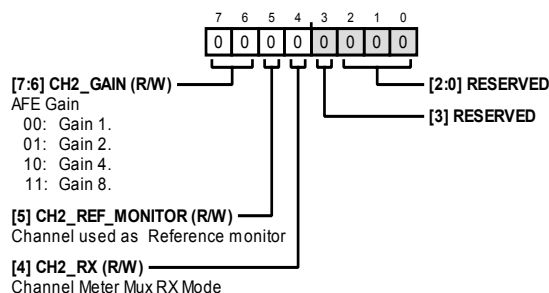 7 6 5 4 3 2 1 0
0 0 0 0 0 0 0 0
[7:6] CH2_GAIN (R/W)
AFE Gain
00: Gain 1.
01: Gain 2.
10: Gain 4.
11: Gain 8.
[5] CH2_REF_MONITOR (R/W)
Channel used as Reference monitor
[4] CH2_RX (R/W)
Channel Meter Mux RX Mode
[2:0] RESERVED
[3] RESERVED